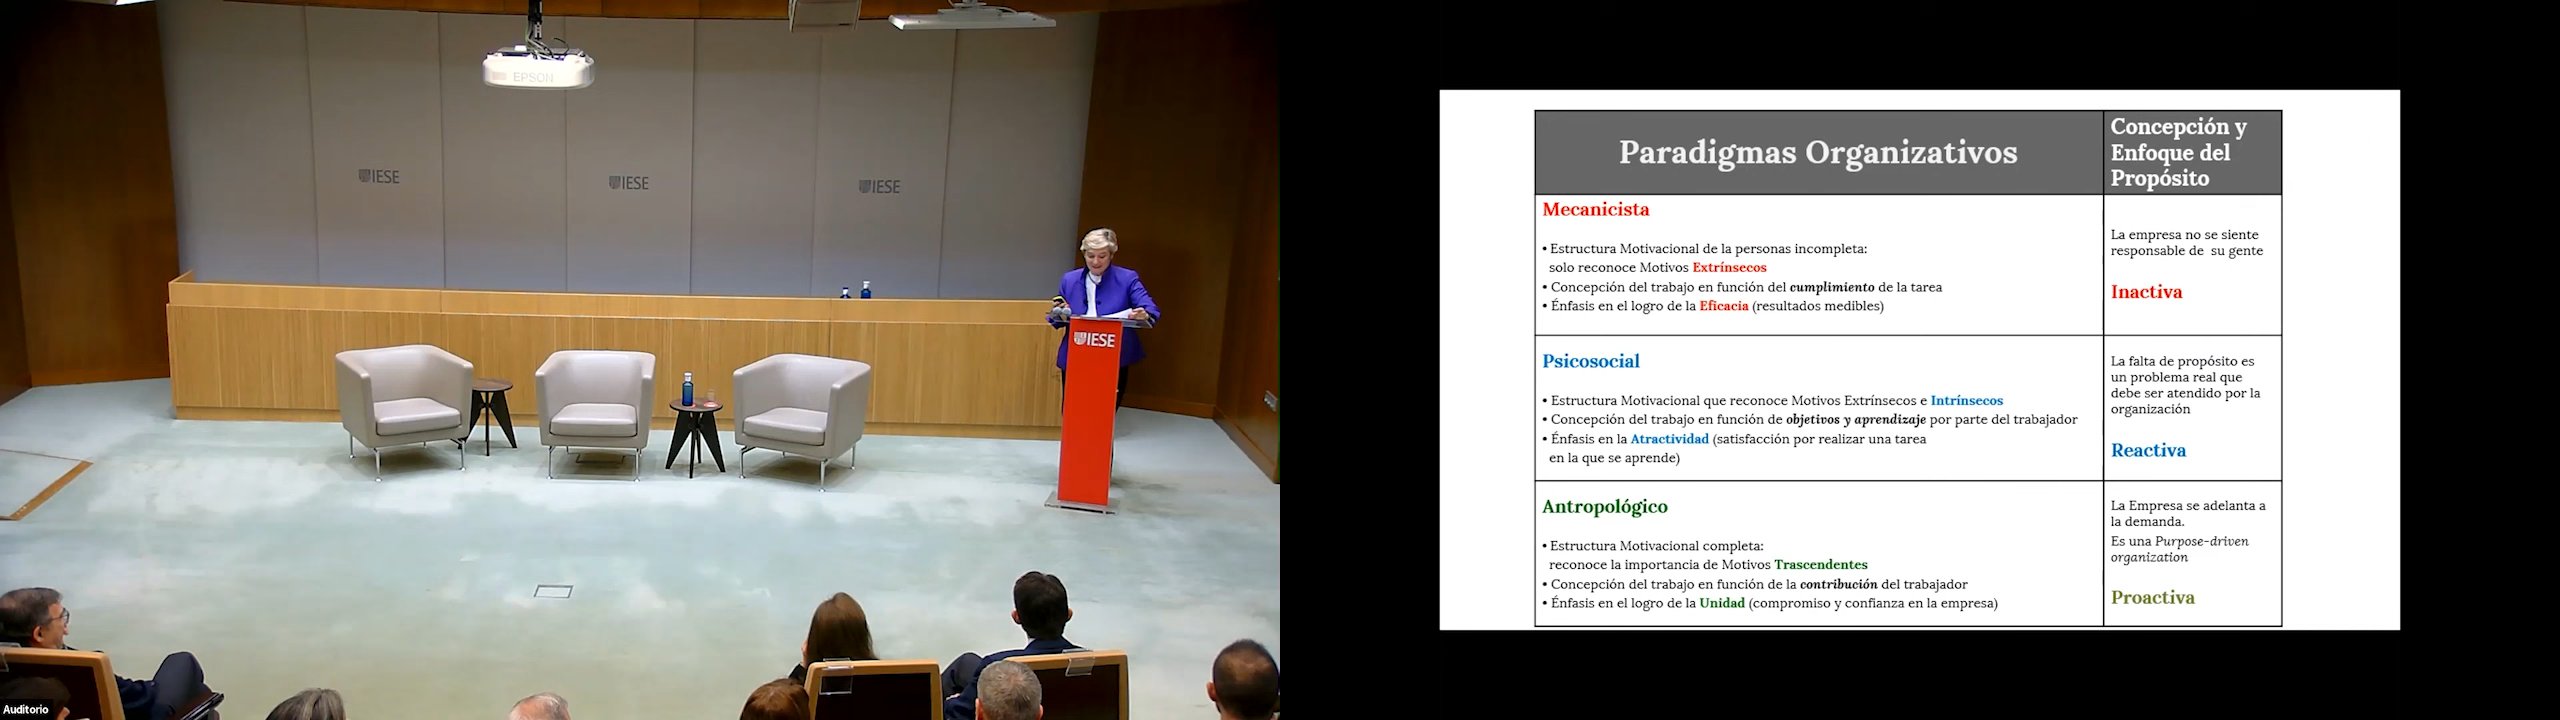 EPSON
IESE
IESE
IESE
IESE
Auditorio
Paradigmas Organizativos
Concepción y
Enfoque del
Propósito
Mecanicista
• Estructura Motivacional de la personas incompleta:
solo reconoce Motivos Extrínsecos
• Concepción del trabajo en función del cumplimiento de la tarea
• Énfasis en el logro de la Eficacia (resultados medibles)
La empresa no se siente
responsable de su gente
Inactiva
Psicosocial
• Estructura Motivacional que reconoce Motivos Extrínsecos e Intrínsecos
• Concepción del trabajo en función de objetivos y aprendizaje por parte del trabajador
• Énfasis en la Atractividad (satisfacción por realizar una tarea
en la que se aprende)
La falta de propósito es
un problema real que
debe ser atendido por la
organización
Reactiva
Antropológico
• Estructura Motivacional completa:
reconoce la importancia de Motivos Trascendentes
• Concepción del trabajo en función de la contribución del trabajador
• Énfasis en el logro de la Unidad (compromiso y confianza en la empresa)
La Empresa se adelanta a
la demanda.
Es una Purpose-driven
organization
Proactiva